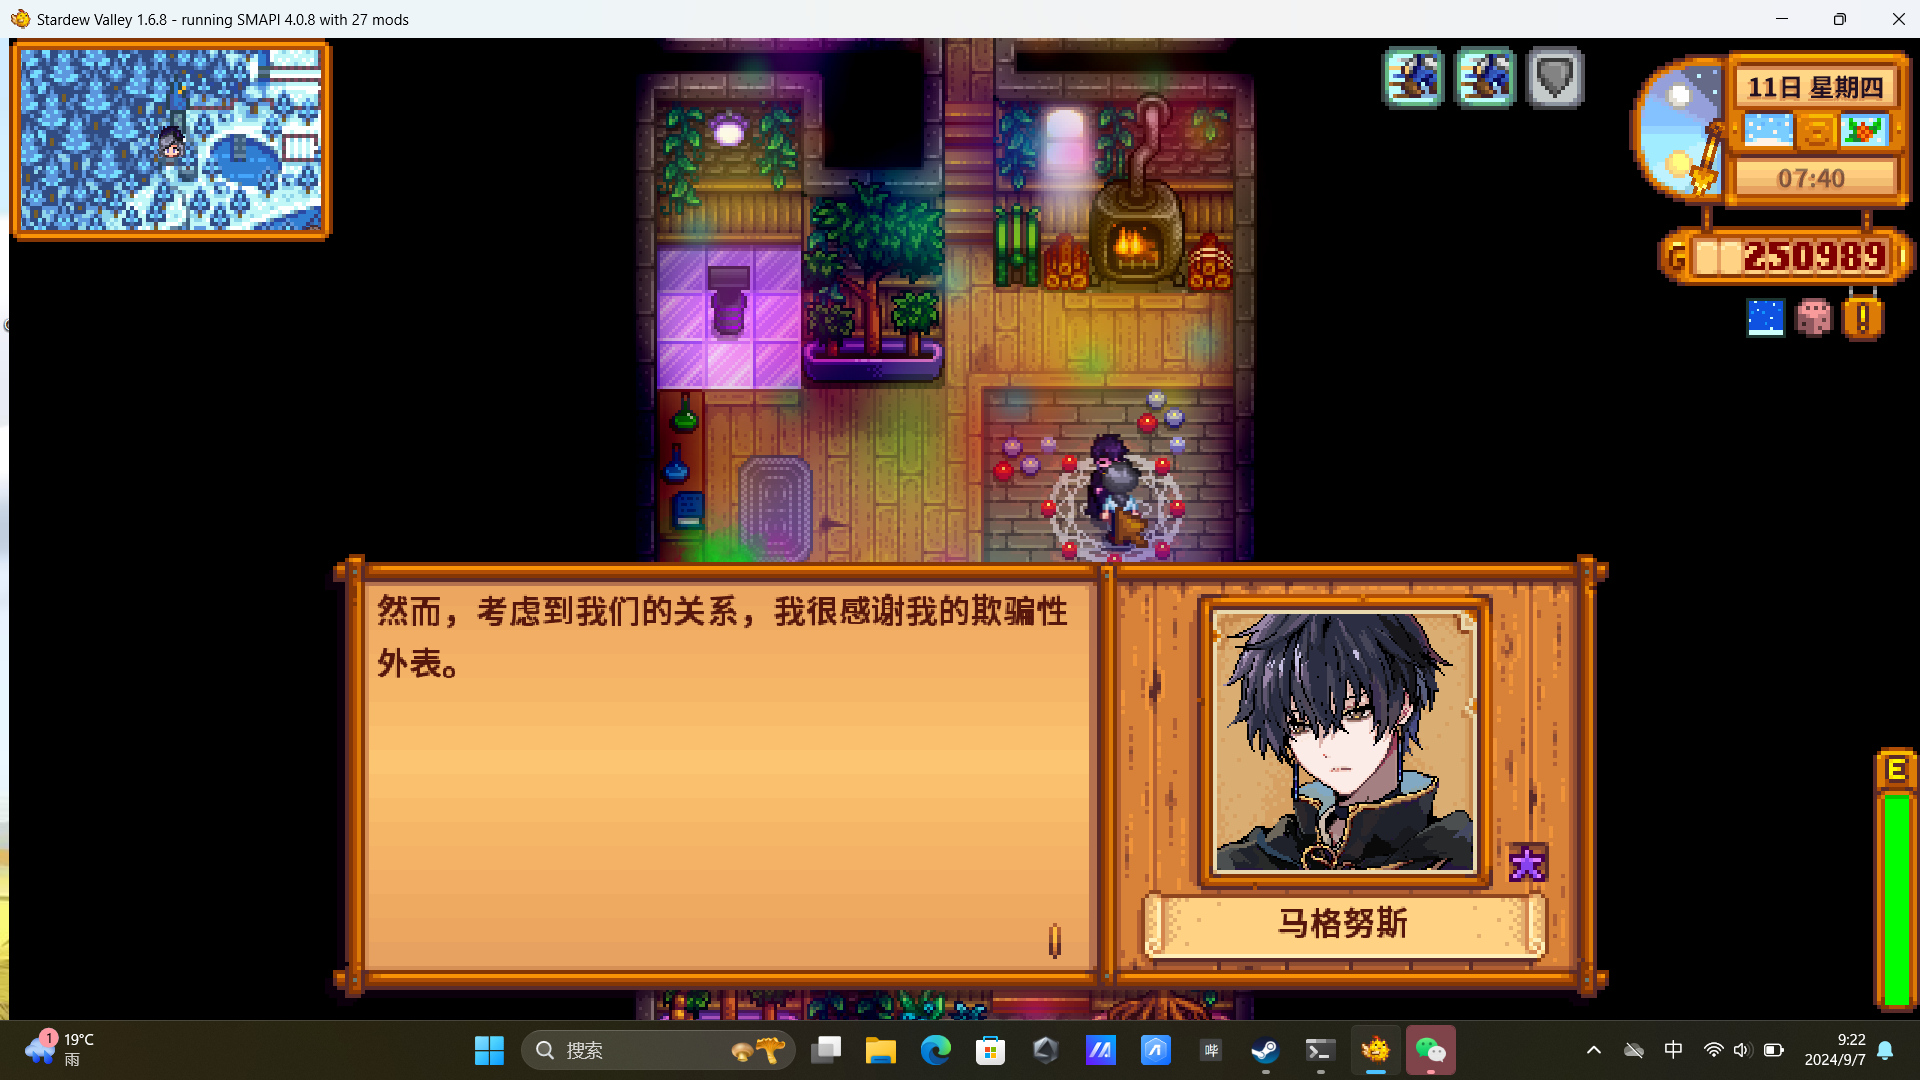 Stardew Valley 1.6.8 - running SMAPI 4.0.8 with 27 mods
11日 星期四
07:40
G 250989
然而，考虑到我们的关系，我很感谢我的欺骗性
外表。
马格努斯
E
1
19°C
雨
搜索
哔
中
9:22
2024/9/7